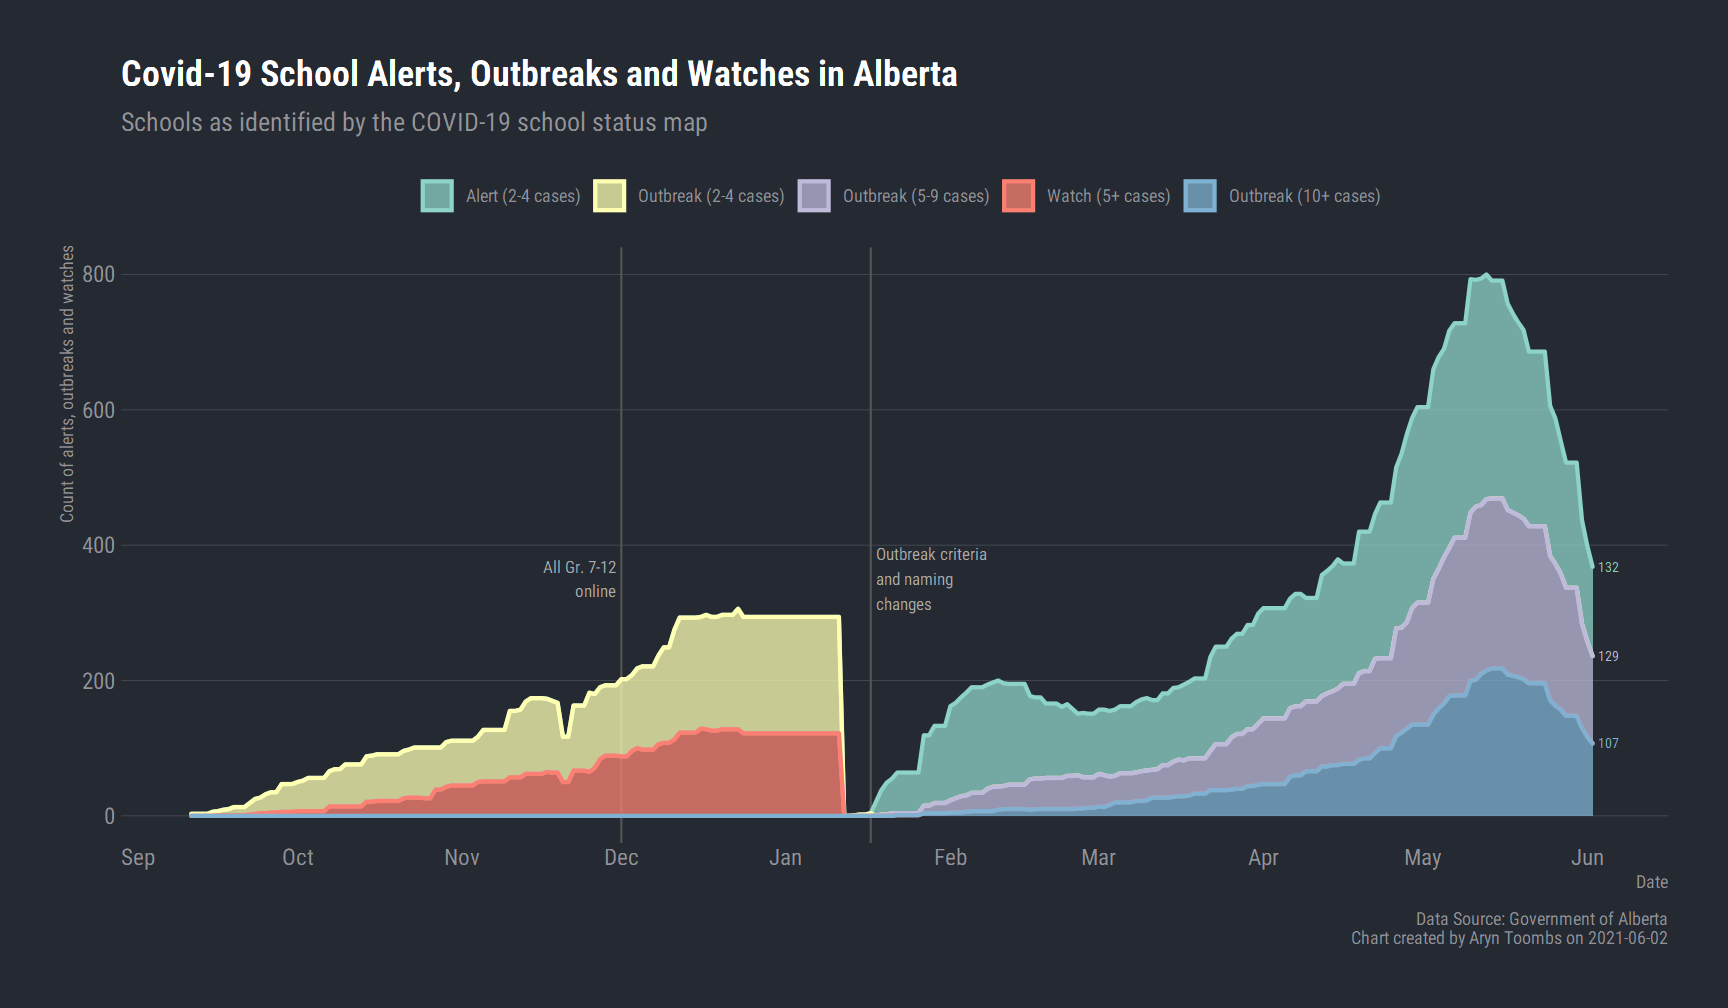 Covid-19 School Alerts, Outbreaks and Watches in Alberta
Schools as identified by the COVID-19 school status map
Alert (2-4 cases)
Outbreak (2-4 cases)
Outbreak (5-9 cases)
Watch (5+ cases)
Outbreak (10+ cases)
Count of alerts, outbreaks and watches
800
600
400
200
0
All Gr. 7-12
online
Outbreak criteria
and naming
changes
132
129
107
Sep
Oct
Nov
Dec
Jan
Feb
Mar
Apr
May
Jun
Date
Data Source: Government of Alberta
Chart created by Aryn Toombs on 2021-06-02